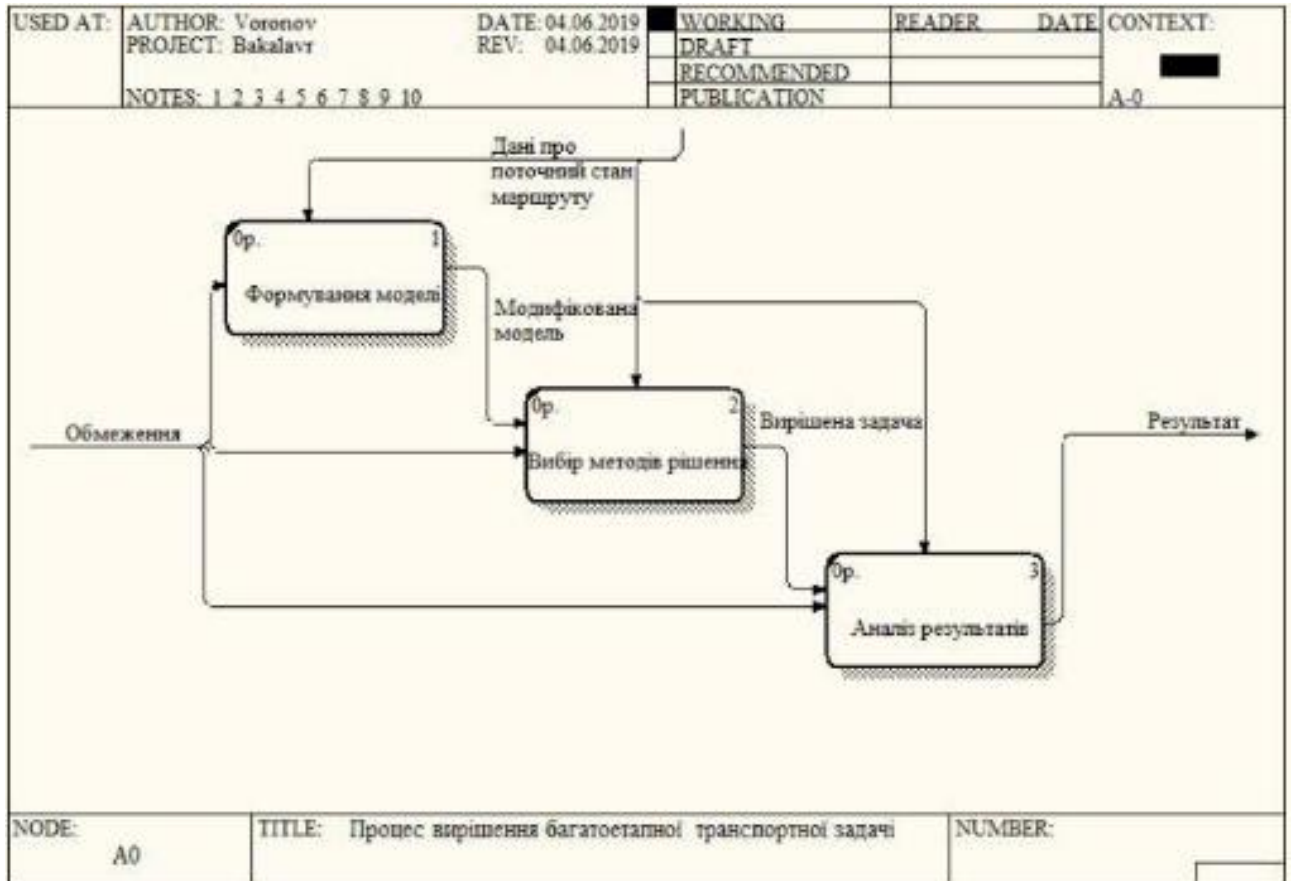 USED AT:
AUTHOR: Voronov
DATE: 04.06.2019
PROJECT: Bakalavr
REV: 04.06.2019
NOTES: 1 2 3 4 5 6 7 8 9 10
WORKING
DRAFT
RECOMMENDED
PUBLICATION
READER
DATE
CONTEXT:
A-0
Дані про
поточний стан
маршруту
0р.
1
Формування моделі
Модифікована
модель
0р.
2
Вибір методів рішення
Обмеження
Вирішена задача
Результат
0р.
3
Аналіз результатів
NODE:
A0
TITLE: Процес вирішення багатоетапної транспортної задачі
NUMBER: